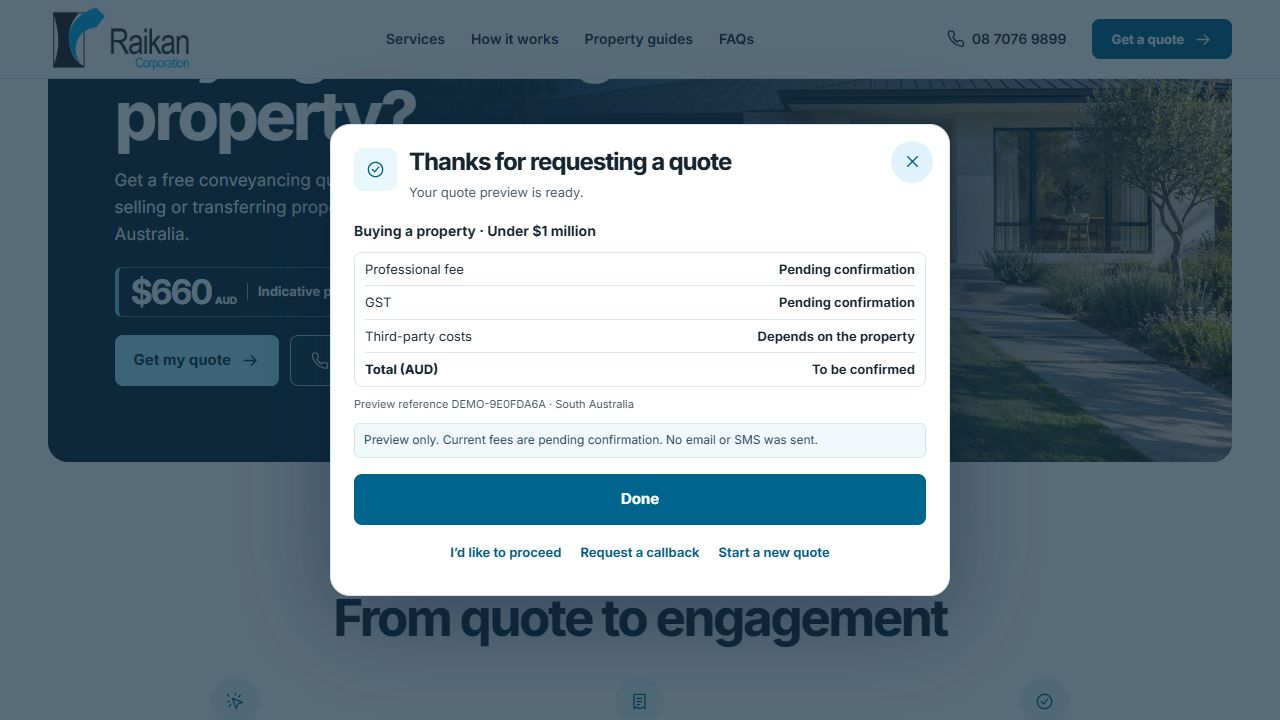 Raikan
Corporation
Services
How it works
Property guides
FAQs
08 7076 9899
Get a quote
property?
Get a free conveyancing qu
selling or transferring prope
Australia.
$660 AUD
Indicative p
Get my quote
Thanks for requesting a quote
Your quote preview is ready.
Buying a property · Under $1 million
Professional fee Pending confirmation
GST Pending confirmation
Third-party costs Depends on the property
Total (AUD) To be confirmed
Preview reference DEMO-9E0FDA6A · South Australia
Preview only. Current fees are pending confirmation. No email or SMS was sent.
Done
I'd like to proceed
Request a callback
Start a new quote
From quote to engagement